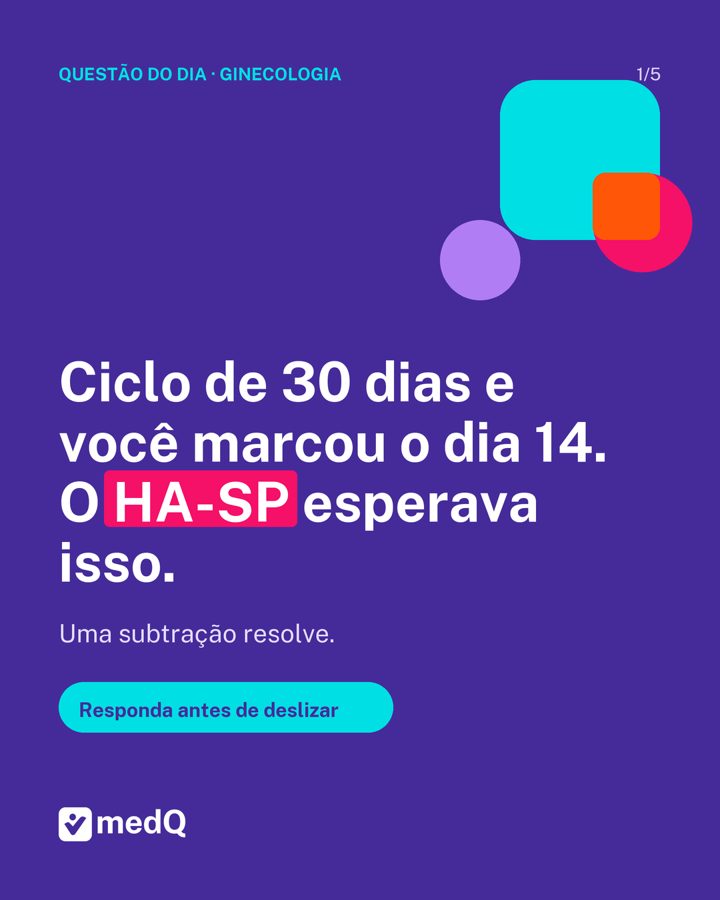 QUESTÃO DO DIA · GINECOLOGIA
1/5
Ciclo de 30 dias e
você marcou o dia 14.
O HA-SP esperava
isso.
Uma subtração resolve.
Responda antes de deslizar
medQ